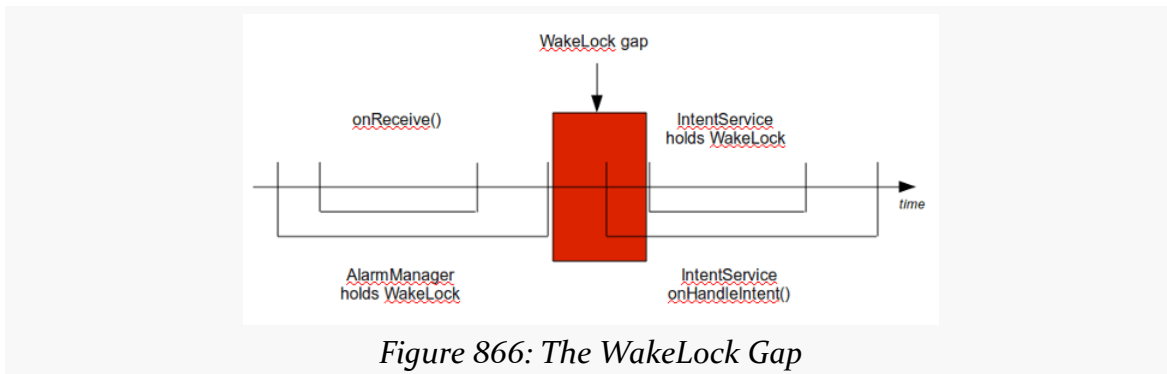 WakeLock gap
onReceive()
IntentService
holds WakeLock
time
AlarmManager
holds WakeLock
IntentService
onHandleIntent()
Figure 866: The WakeLock Gap